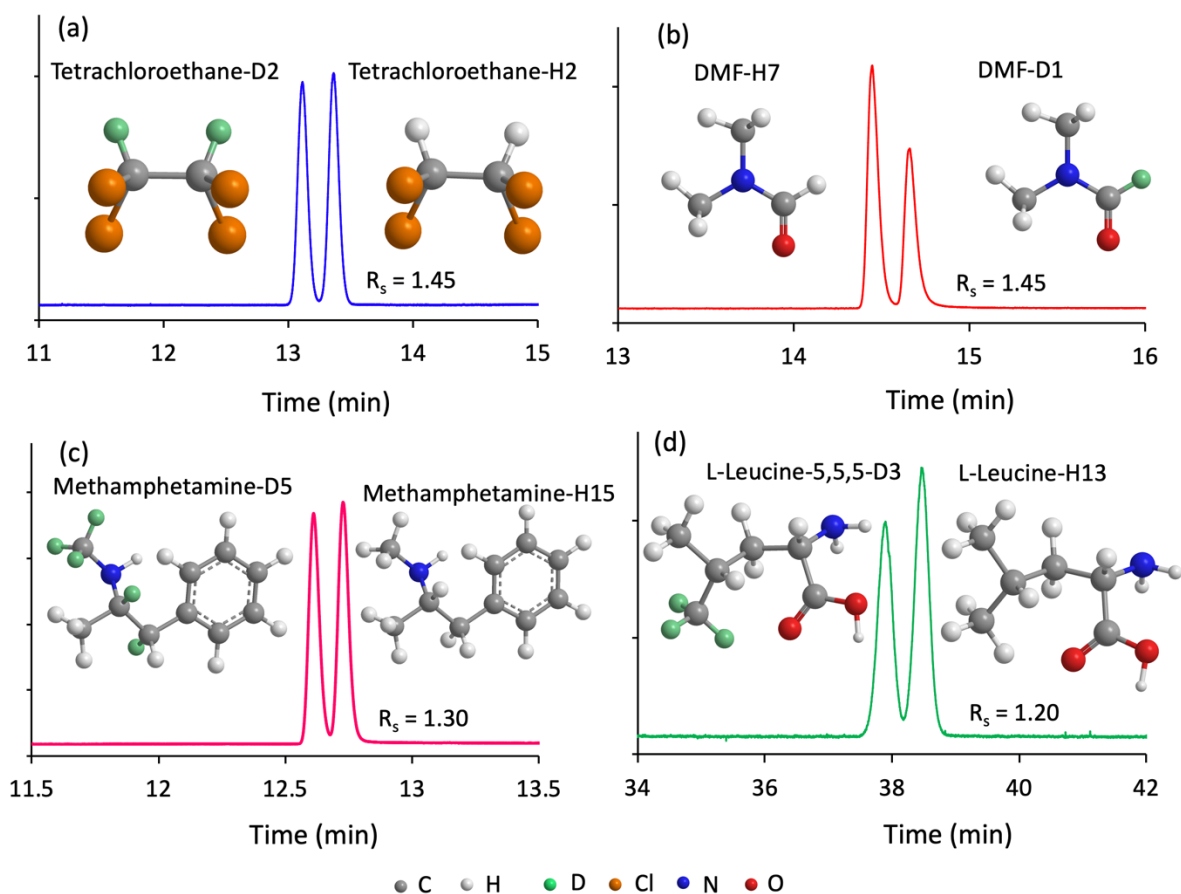 (a)
Tetrachloroethane-D2
Tetrachloroethane-H2
Rs = 1.45
11
12
13
14
15
Time (min)
(b)
DMF-H7
DMF-D1
Rs = 1.45
13
14
15
16
Time (min)
(c)
Methamphetamine-D5
Methamphetamine-H15
Rs = 1.30
11.5
12
12.5
13
13.5
Time (min)
(d)
L-Leucine-5,5,5-D3
L-Leucine-H13
Rs = 1.20
34
36
38
40
42
Time (min)
C H D Cl N O